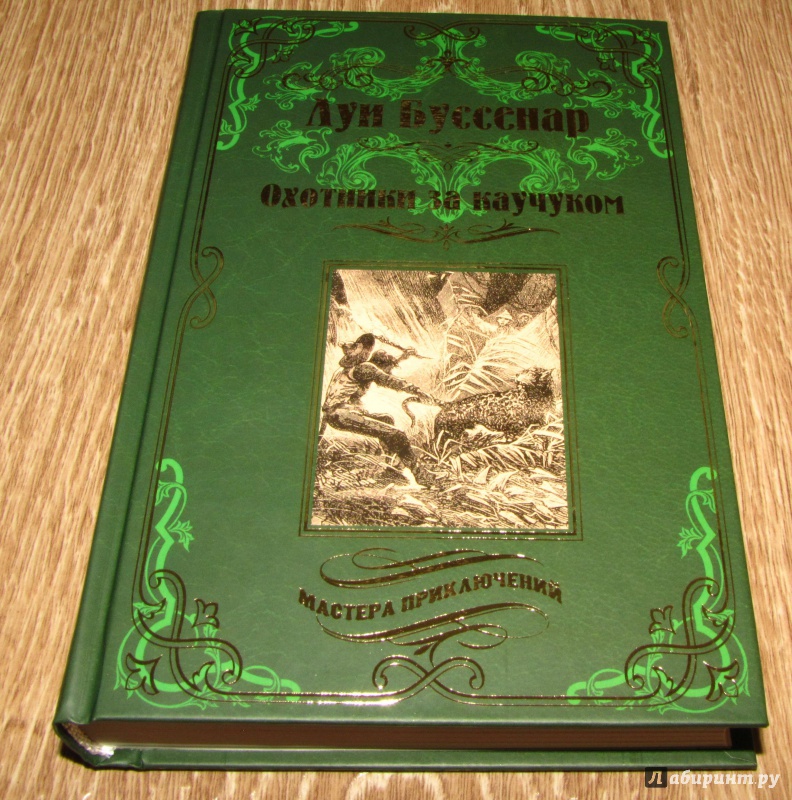 Луи Буссенар
Охотники за каучуком
МАСТЕРА ПРИКЛЮЧЕНИЙ
Лабиринт.ру